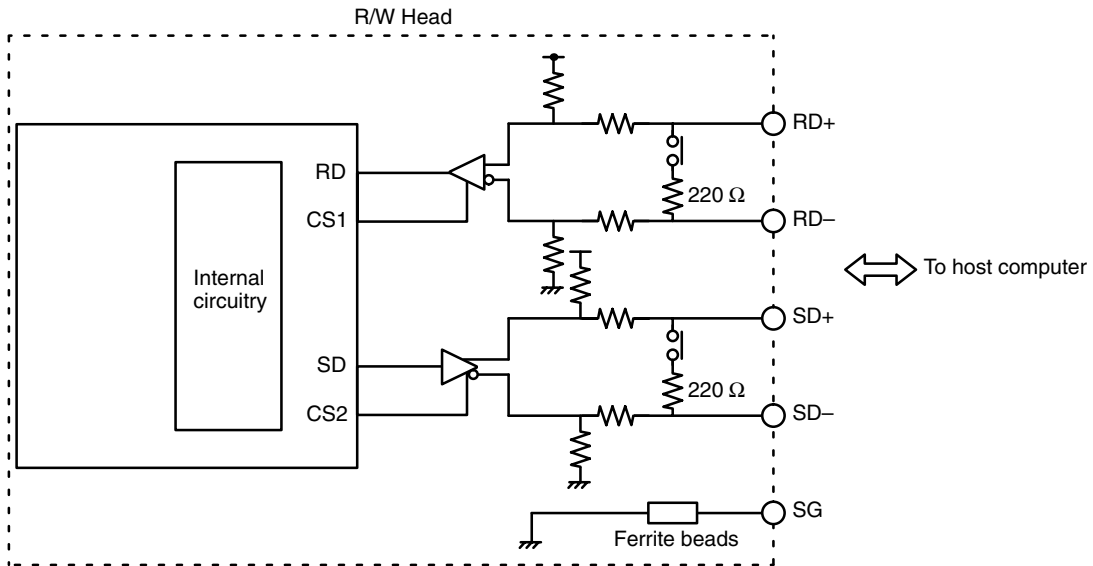 R/W Head
RD+
RD
220 Ω
CS1
RD–
Internal
circuitry
To host computer
SD+
SD
220 Ω
CS2
SD–
SG
Ferrite beads